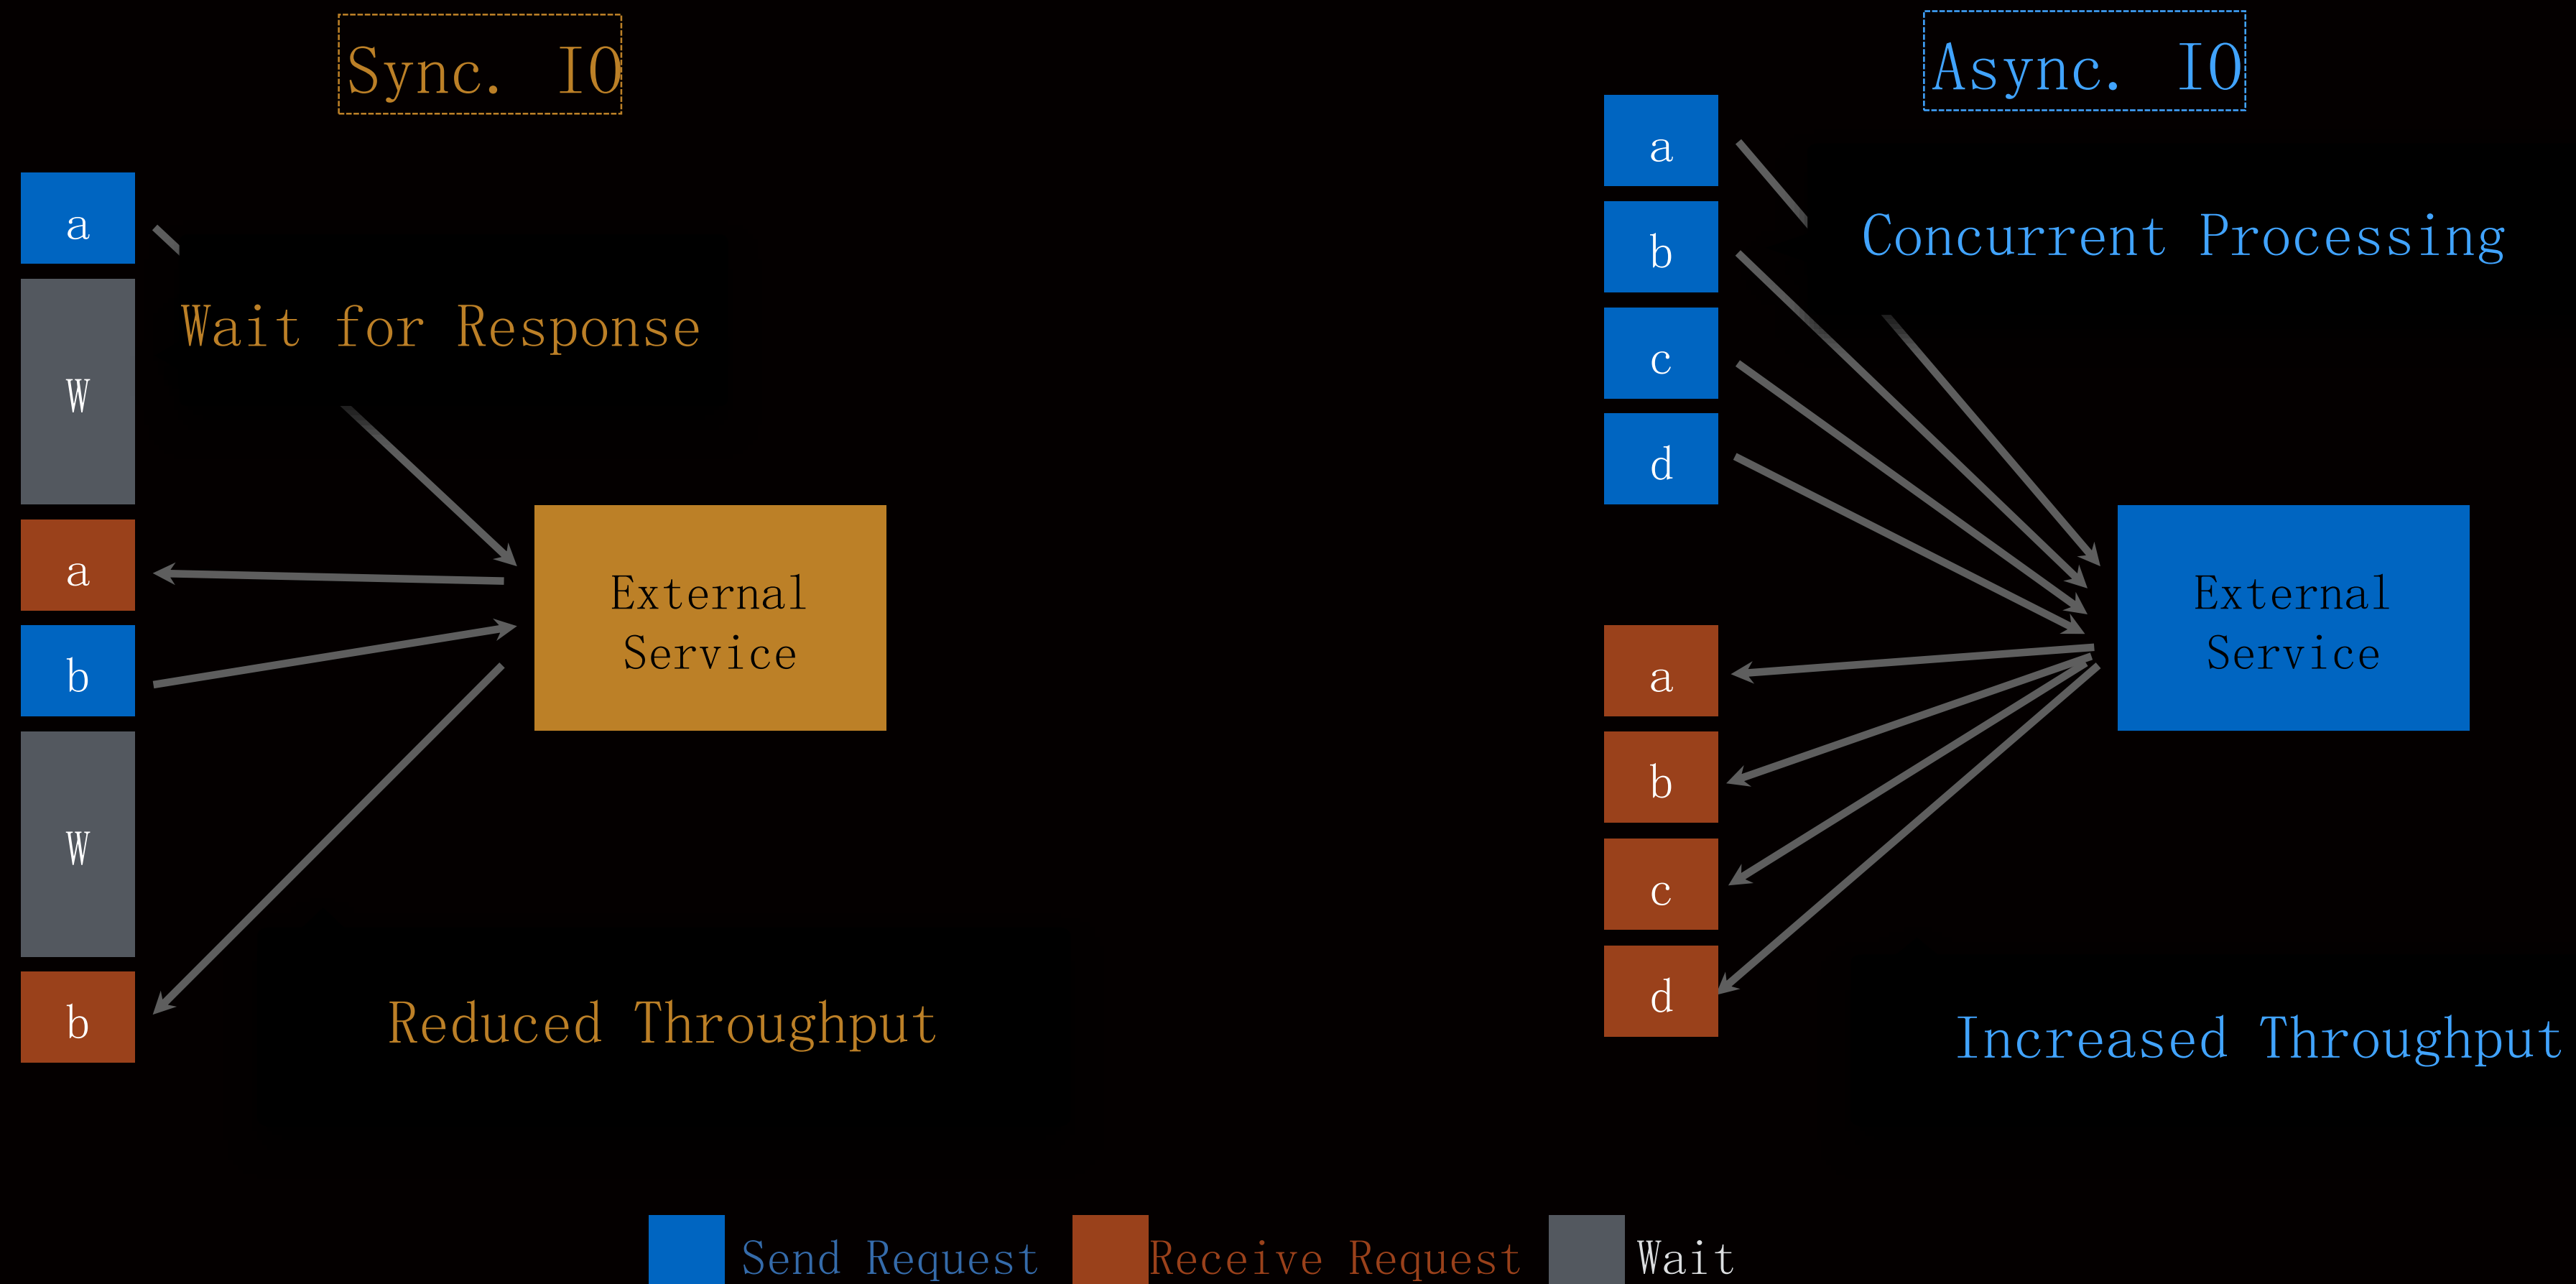 Sync. IO
a
Wait for Response
W
a
b
W
b
External
Service
Reduced Throughput
Async. IO
a
Concurrent Processing
b
c
d
External
Service
a
b
c
d
Increased Throughput
Send Request
Receive Request
Wait